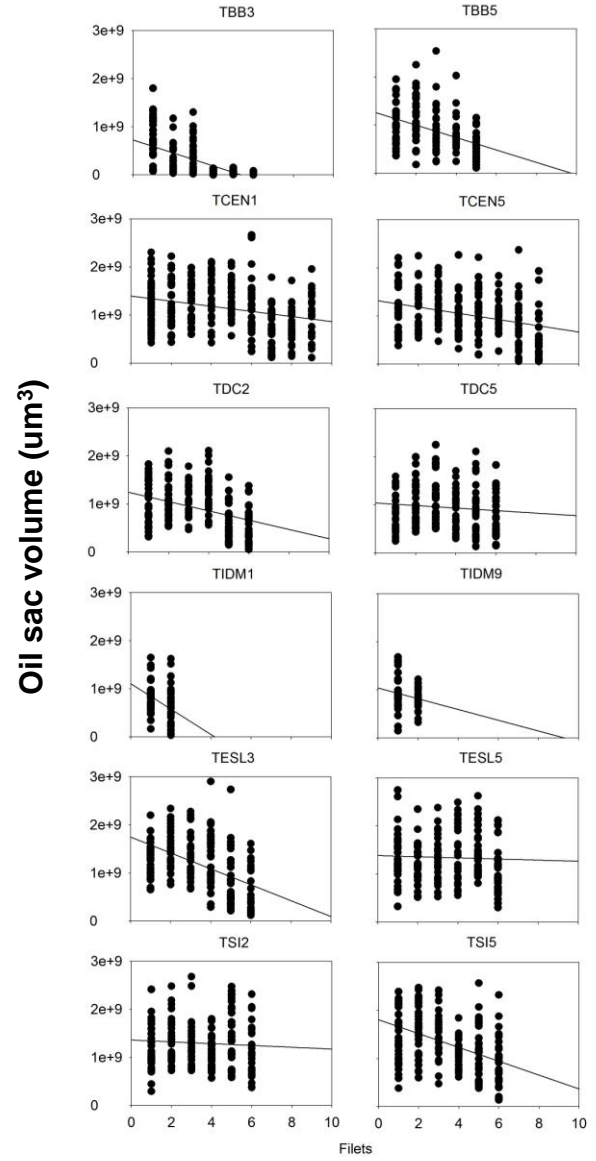 TBB3 TBB5
3e+9
2e+9
1e+9
0
TCEN1 TCEN5
3e+9
2e+9
1e+9
0
TDC2 TDC5
3e+9
2e+9
1e+9
0
Oil sac volume (um³)
TIDM1 TIDM9
3e+9
2e+9
1e+9
0
TESL3 TESL5
3e+9
2e+9
1e+9
0
TSI2 TSI5
3e+9
2e+9
1e+9
0
0 2 4 6 8 10 0 2 4 6 8 10
Filets